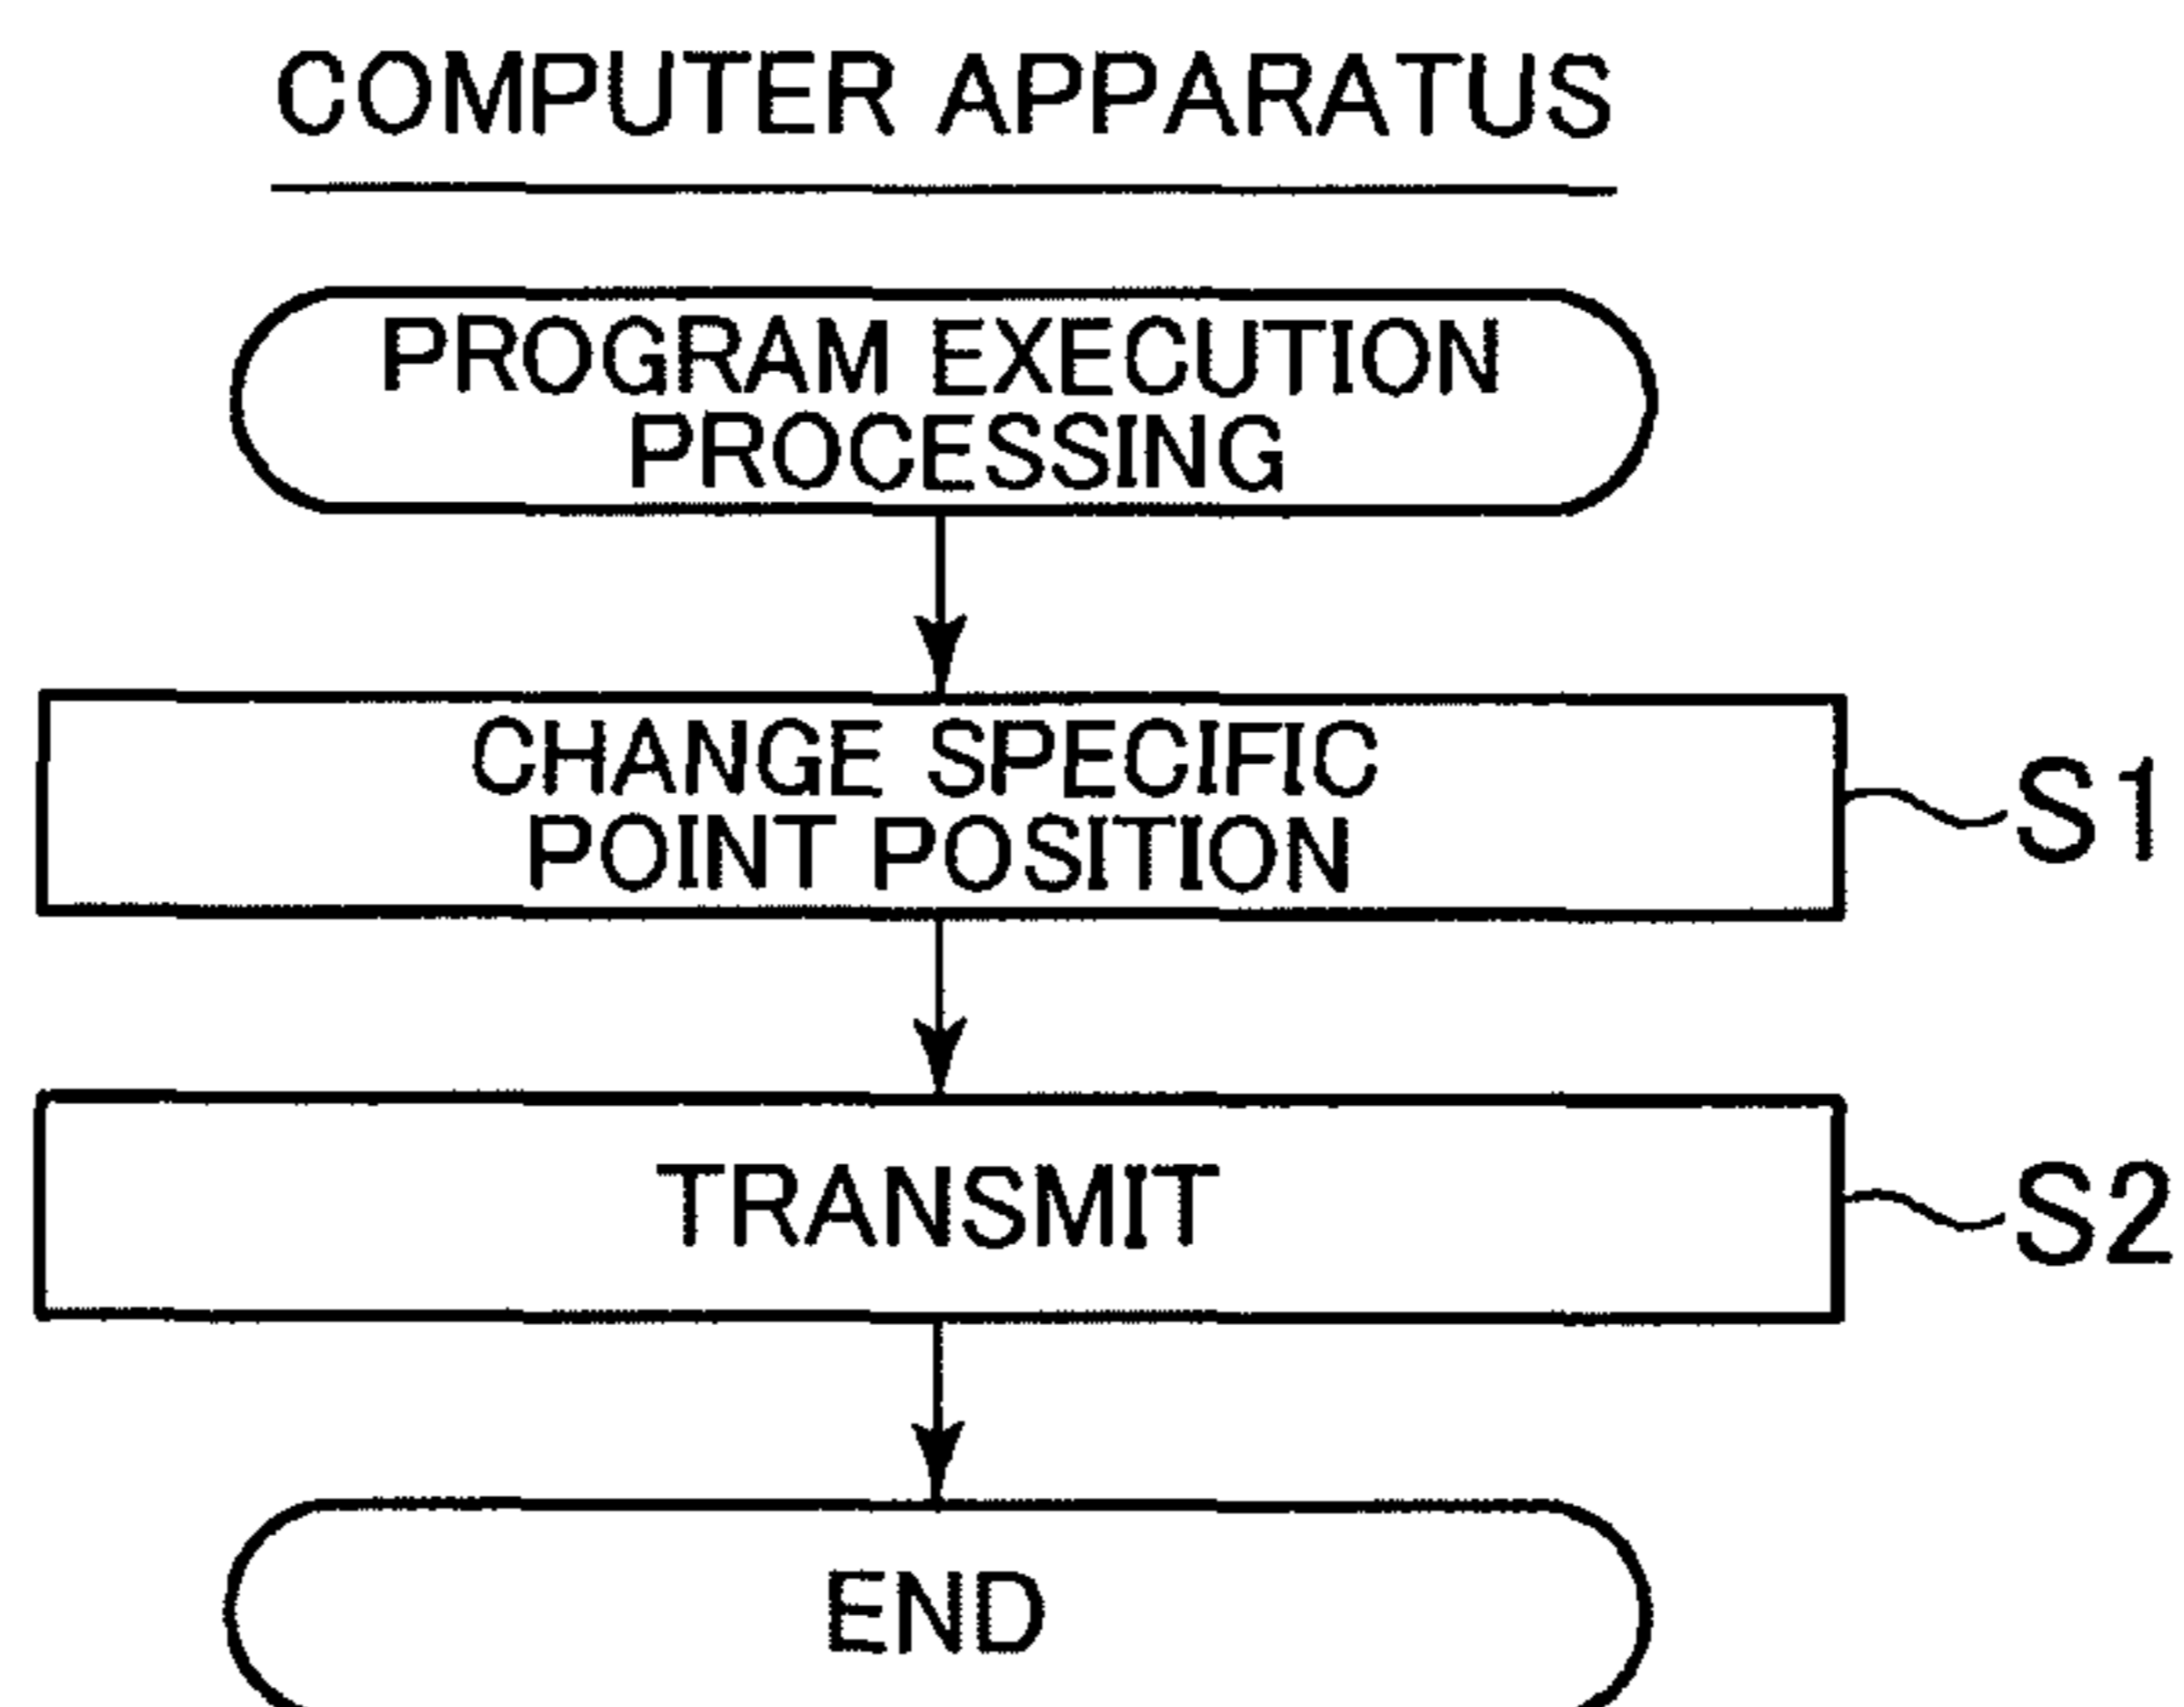 COMPUTER APPARATUS
PROGRAM EXECUTION
PROCESSING
CHANGE SPECIFIC
POINT POSITION
S1
TRANSMIT
S2
END